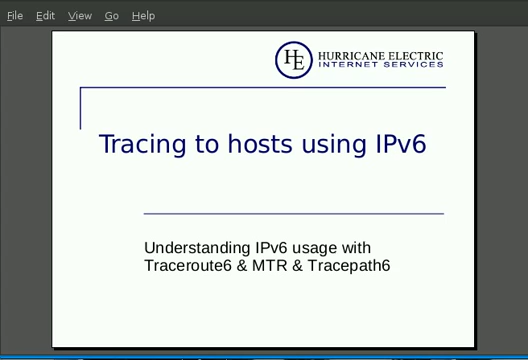 File Edit View Go Help
HE HURRICANE ELECTRIC
INTERNET SERVICES
Tracing to hosts using IPv6
Understanding IPv6 usage with
Traceroute6 & MTR & Tracepath6